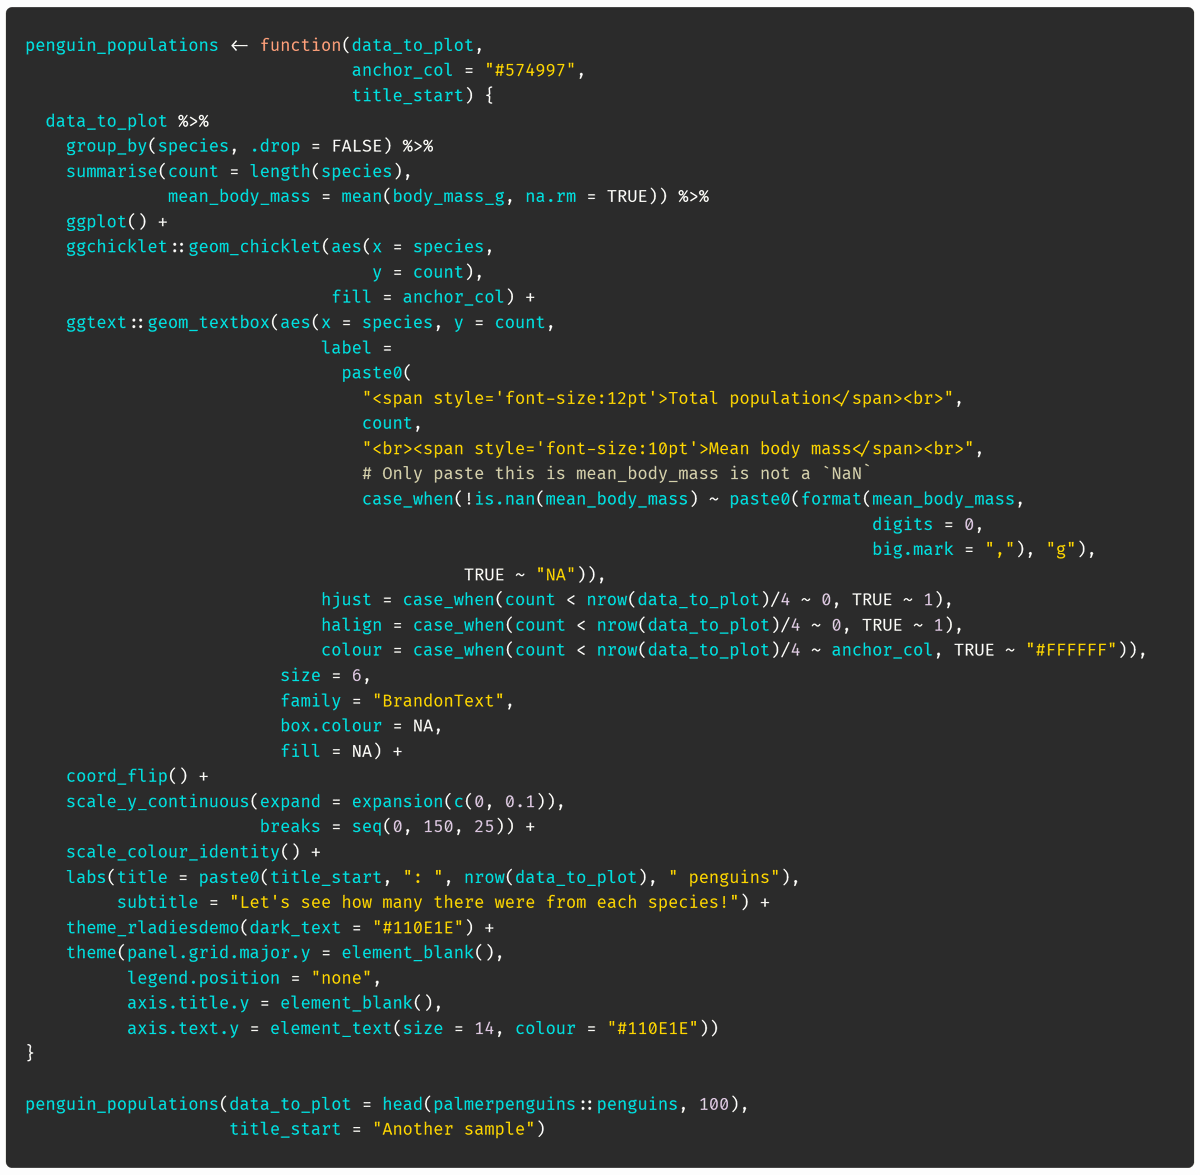 penguin_populations <- function(data_to_plot,
                                anchor_col = "#574997",
                                title_start) {
  data_to_plot %>%
    group_by(species, .drop = FALSE) %>%
    summarise(count = length(species),
              mean_body_mass = mean(body_mass_g, na.rm = TRUE)) %>%
    ggplot() +
    ggchicklet::geom_chicklet(aes(x = species,
                                  y = count),
                              fill = anchor_col) +
    ggtext::geom_textbox(aes(x = species, y = count,
                             label =
                               paste0(
                                 "<span style='font-size:12pt'>Total population</span><br>",
                                 count,
                                 "<br><span style='font-size:10pt'>Mean body mass</span><br>",
                                 # Only paste this is mean_body_mass is not a `NaN`
                                 case_when(!is.nan(mean_body_mass) ~ paste0(format(mean_body_mass,
                                                                                   digits = 0,
                                                                                   big.mark = ","), "g"),
                                           TRUE ~ "NA")),
                             hjust = case_when(count < nrow(data_to_plot)/4 ~ 0, TRUE ~ 1),
                             halign = case_when(count < nrow(data_to_plot)/4 ~ 0, TRUE ~ 1),
                             colour = case_when(count < nrow(data_to_plot)/4 ~ anchor_col, TRUE ~ "#FFFFFF")),
                         size = 6,
                         family = "BrandonText",
                         box.colour = NA,
                         fill = NA) +
    coord_flip() +
    scale_y_continuous(expand = expansion(c(0, 0.1)),
                       breaks = seq(0, 150, 25)) +
    scale_colour_identity() +
    labs(title = paste0(title_start, ": ", nrow(data_to_plot), " penguins"),
         subtitle = "Let's see how many there were from each species!") +
    theme_rladiesdemo(dark_text = "#110E1E") +
    theme(panel.grid.major.y = element_blank(),
          legend.position = "none",
          axis.title.y = element_blank(),
          axis.text.y = element_text(size = 14, colour = "#110E1E"))
}

penguin_populations(data_to_plot = head(palmerpenguins::penguins, 100),
                    title_start = "Another sample")